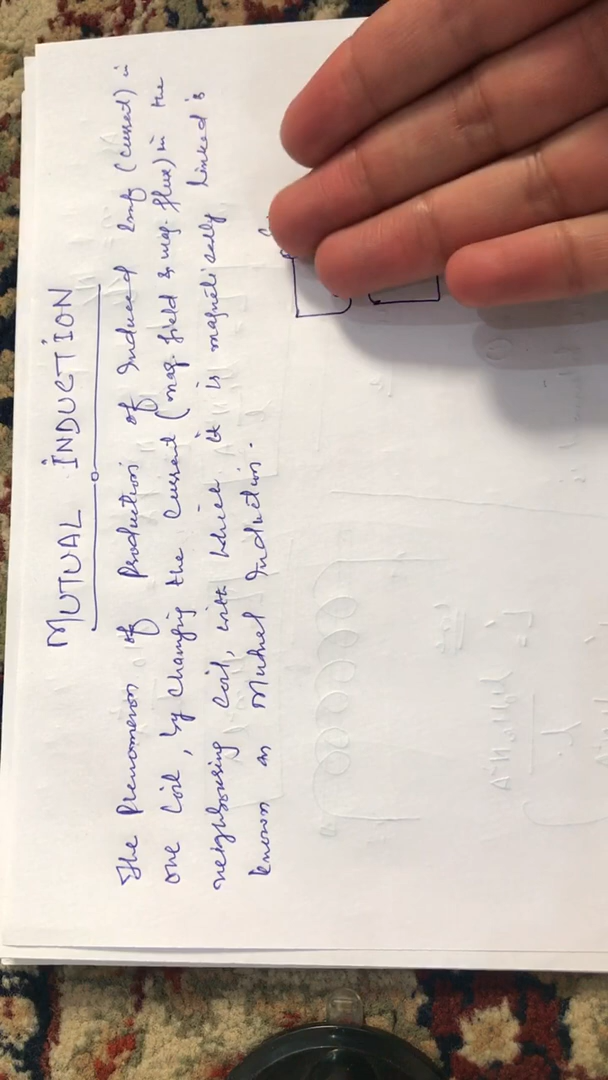 MUTUAL INDUCTION
The Phenomenon of Production of Induced Emf (current) in
one Coil, by Changing the Current (mag. field & mag. flux) in the
neighbouring Coil, with which it is magnetically linked is
known as Mutual Induction.